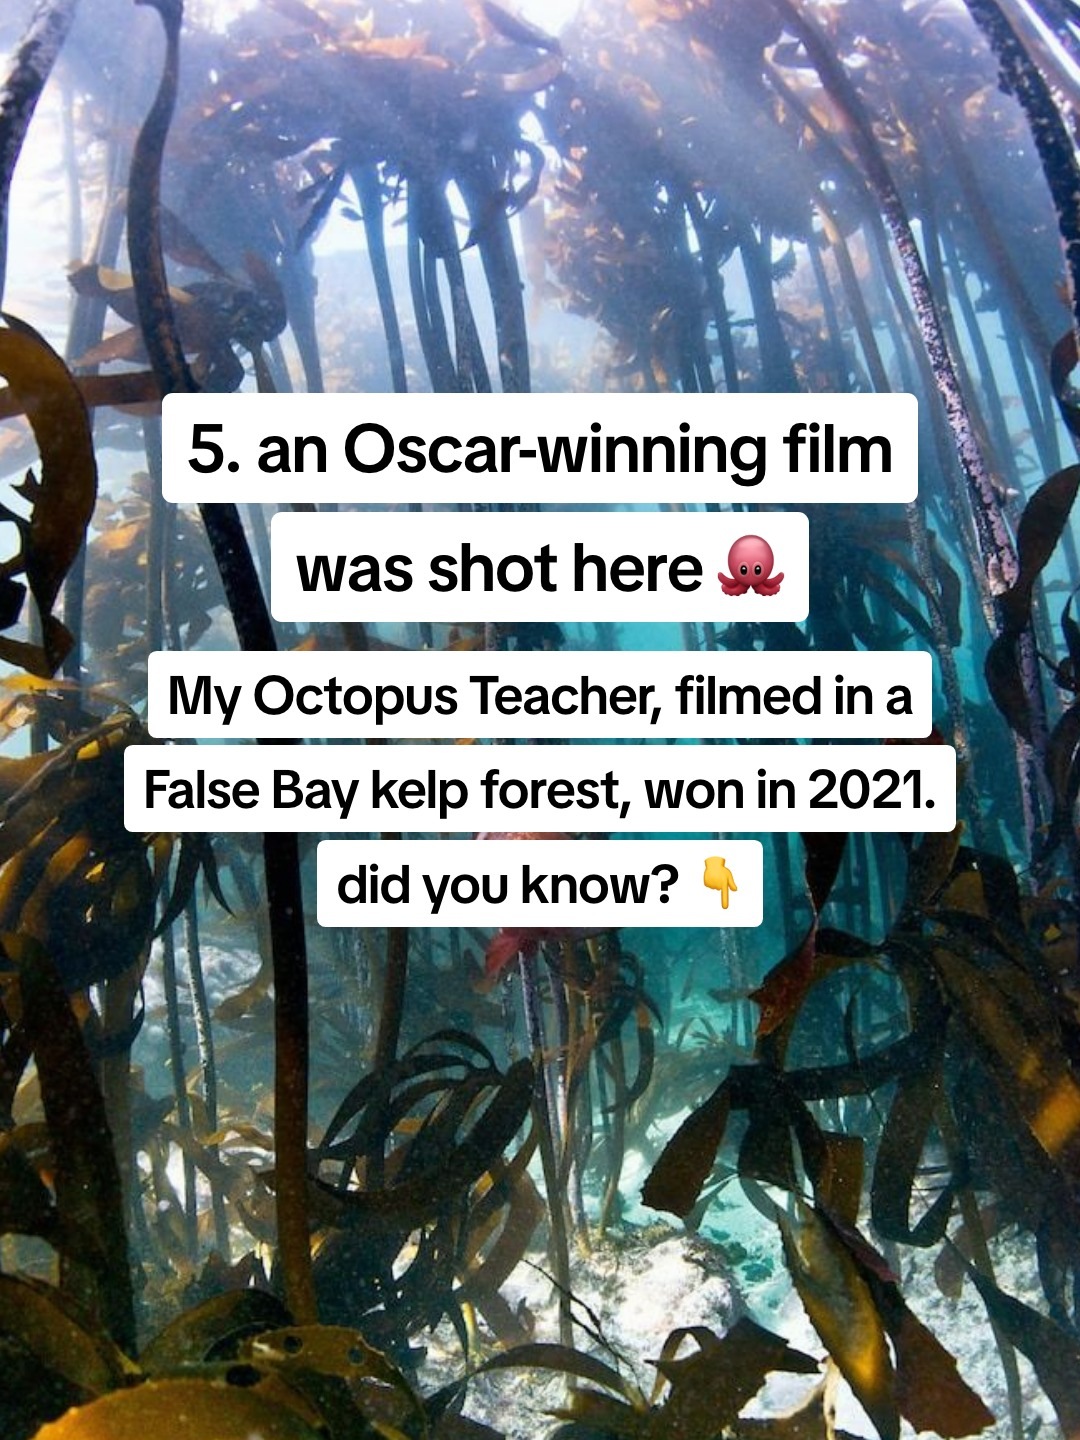 5. an Oscar-winning film
was shot here 🐙
My Octopus Teacher, filmed in a
False Bay kelp forest, won in 2021.
did you know? 👇